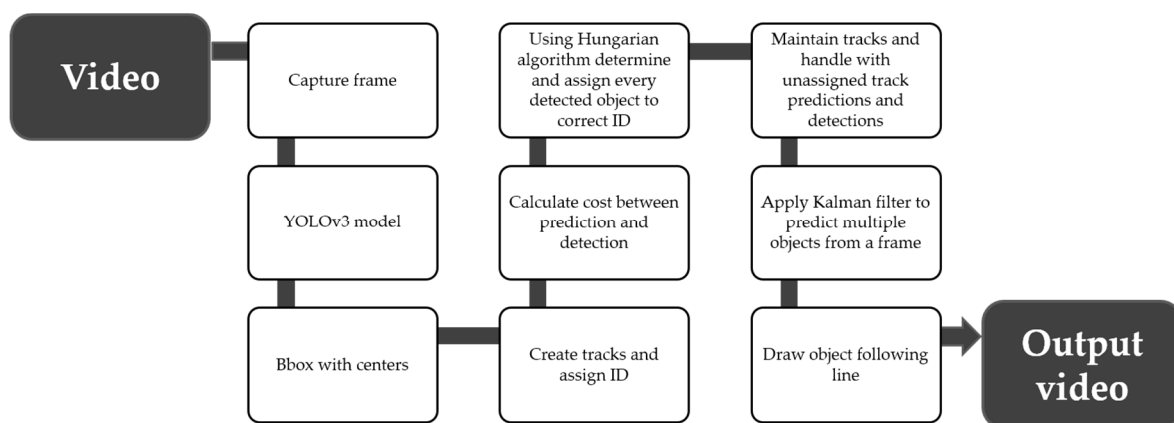 Video
Capture frame
YOLOv3 model
Bbox with centers
Create tracks and
assign ID
Calculate cost between
prediction and
detection
Using Hungarian
algorithm determine
and assign every
detected object to
correct ID
Maintain tracks and
handle with
unassigned track
predictions and
detections
Apply Kalman filter to
predict multiple
objects from a frame
Draw object following
line
Output
video